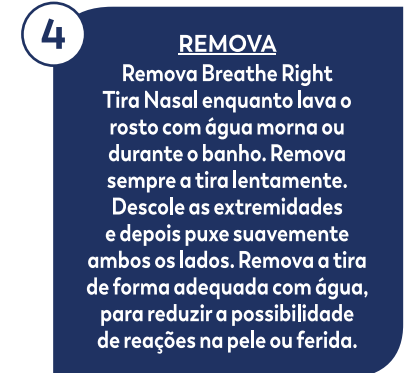 4
REMOVA
Remova Breathe Right
Tira Nasal enquanto lava o
rosto com água morna ou
durante o banho. Remova
sempre a tira lentamente.
Descole as extremidades
e depois puxe suavemente
ambos os lados. Remova a tira
de forma adequada com água,
para reduzir a possibilidade
de reações na pele ou ferida.